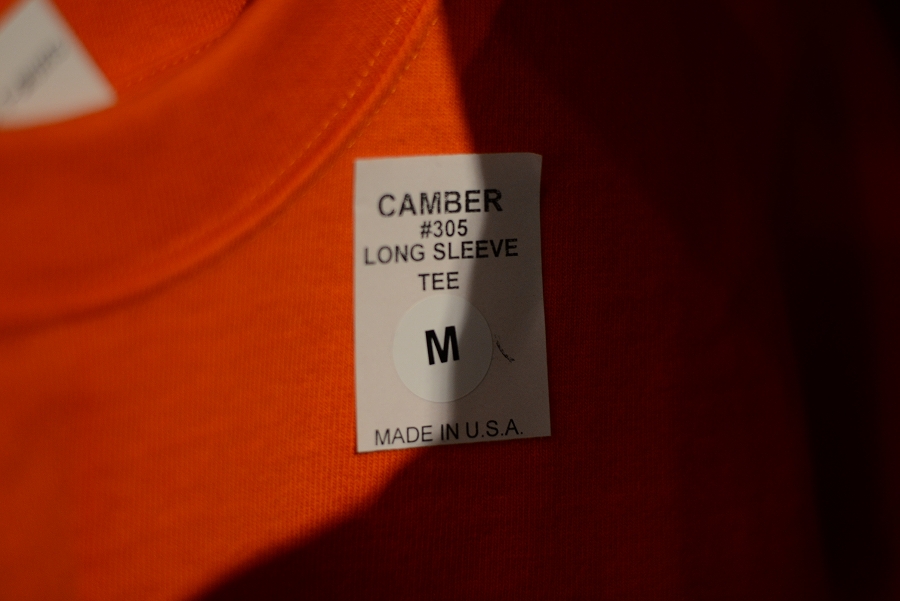 CAMBER
#305
LONG SLEEVE
TEE
M
MADE IN U.S.A.